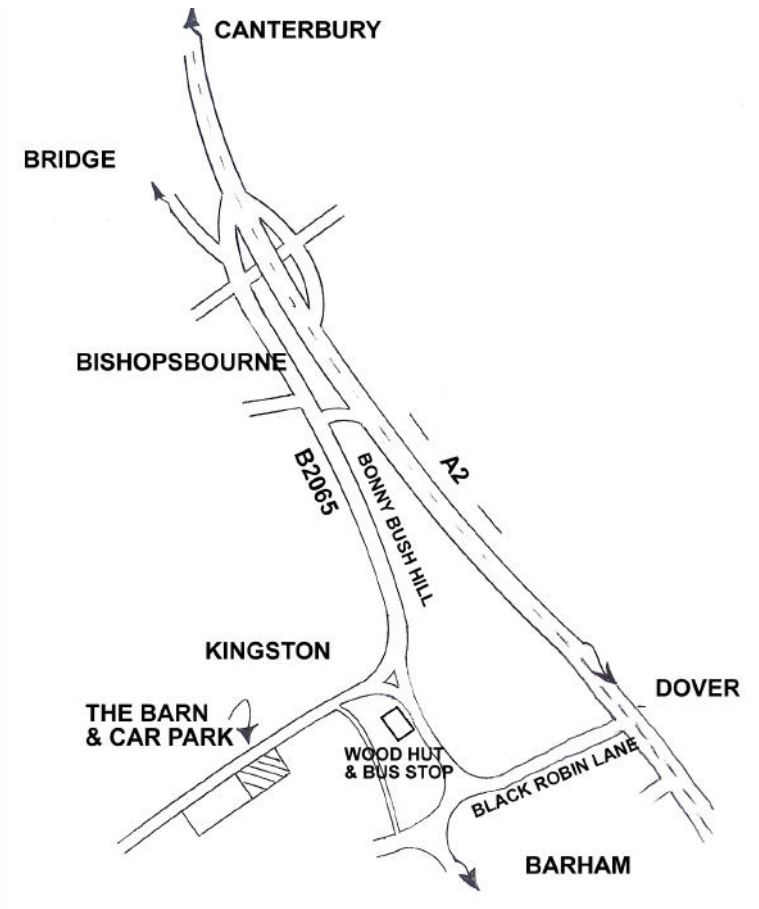 CANTERBURY
BRIDGE
BISHOPSBOURNE
A2
B2065
BONNY BUSH HILL
KINGSTON
DOVER
THE BARN
& CAR PARK
WOOD HUT
& BUS STOP
BLACK ROBIN LANE
BARHAM